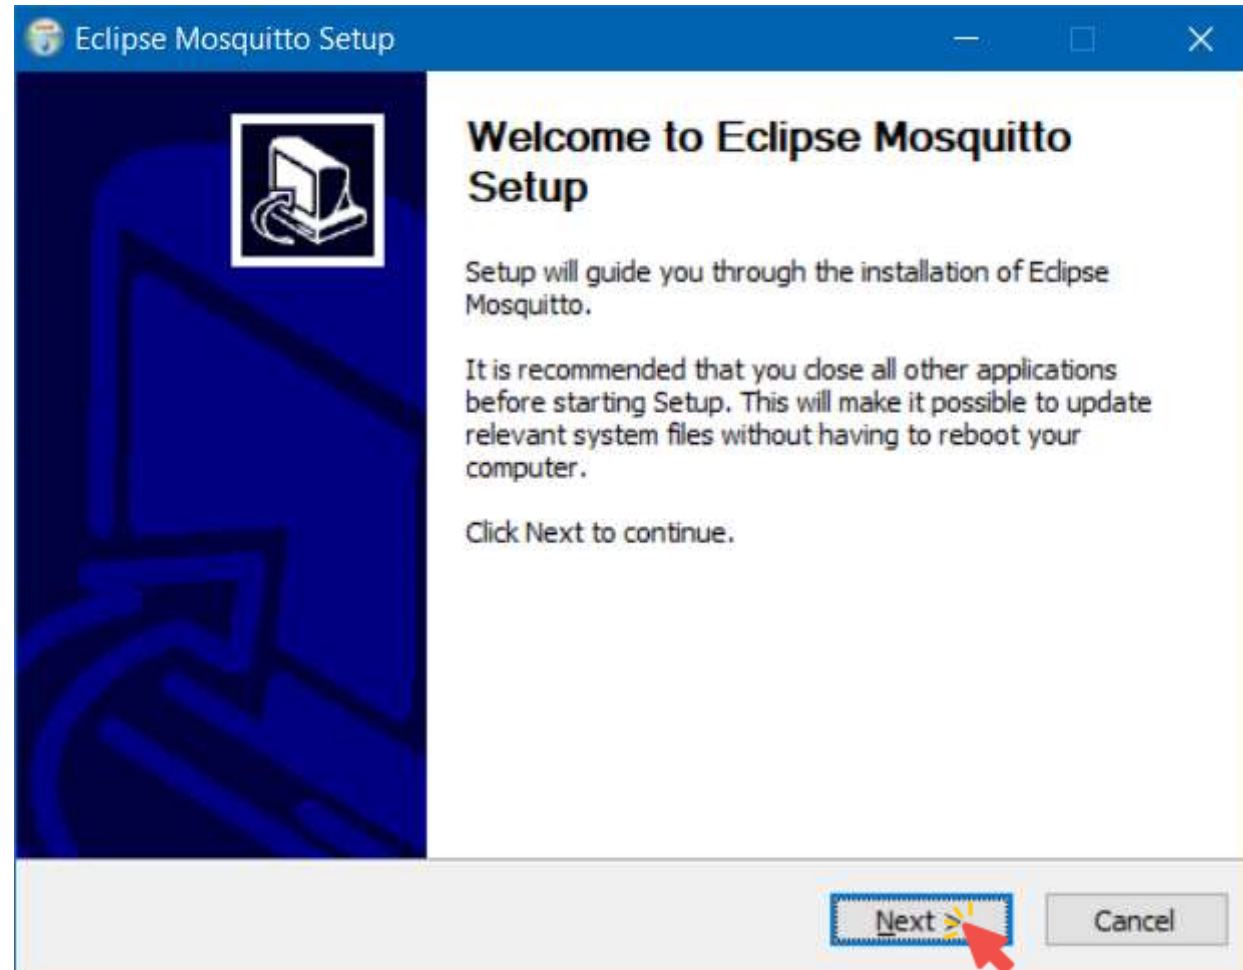 Eclipse Mosquitto Setup
Welcome to Eclipse Mosquitto
Setup
Setup will guide you through the installation of Eclipse
Mosquitto.
It is recommended that you close all other applications
before starting Setup. This will make it possible to update
relevant system files without having to reboot your
computer.
Click Next to continue.
Next >
Cancel